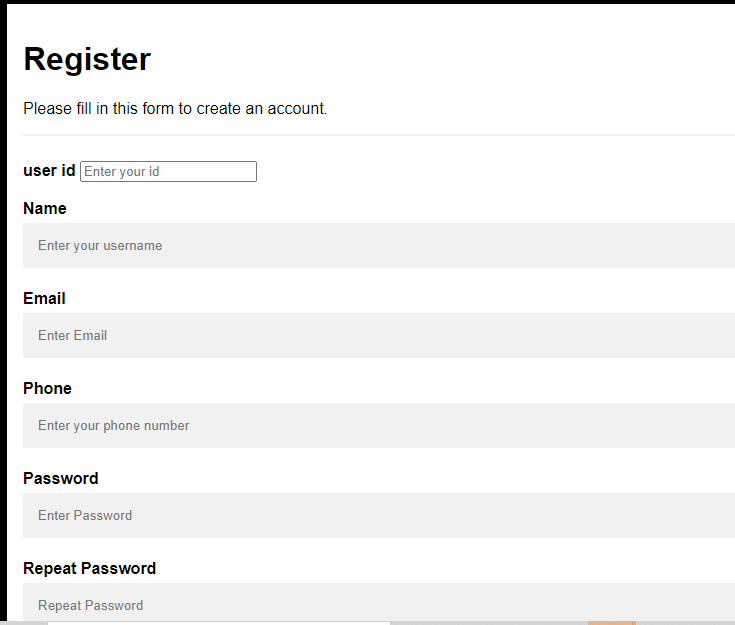 Register
Please fill in this form to create an account.
user id Enter your id
Name
Enter your username
Email
Enter Email
Phone
Enter your phone number
Password
Enter Password
Repeat Password
Repeat Password